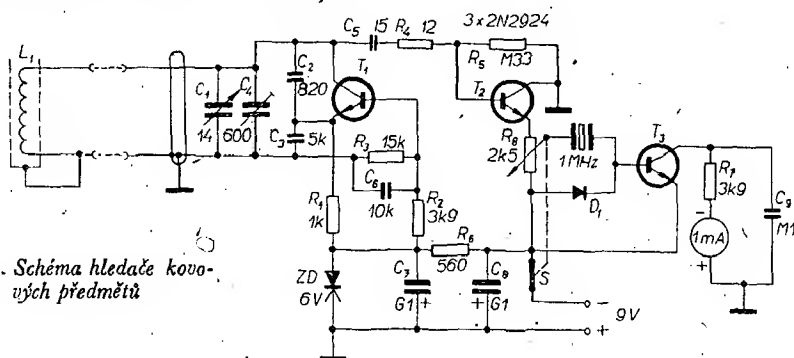 L₁
C₁
14
C₄
600
C₂
820
C₃
5k
C₅
15
R₄
12
T₁
R₃
15k
C₆
10k
R₁
1k
R₂
3k9
R₆
560
ZD
6V
C₇
G1
+
C₈
G1
+
3x2N2924
R₅
M33
T₂
R₈
2k5
1MHz
D₁
S
−
9V
+
T₃
R₇
3k9
−
1mA
+
C₉
M1
. Schéma hledače kovo-
vých předmětů